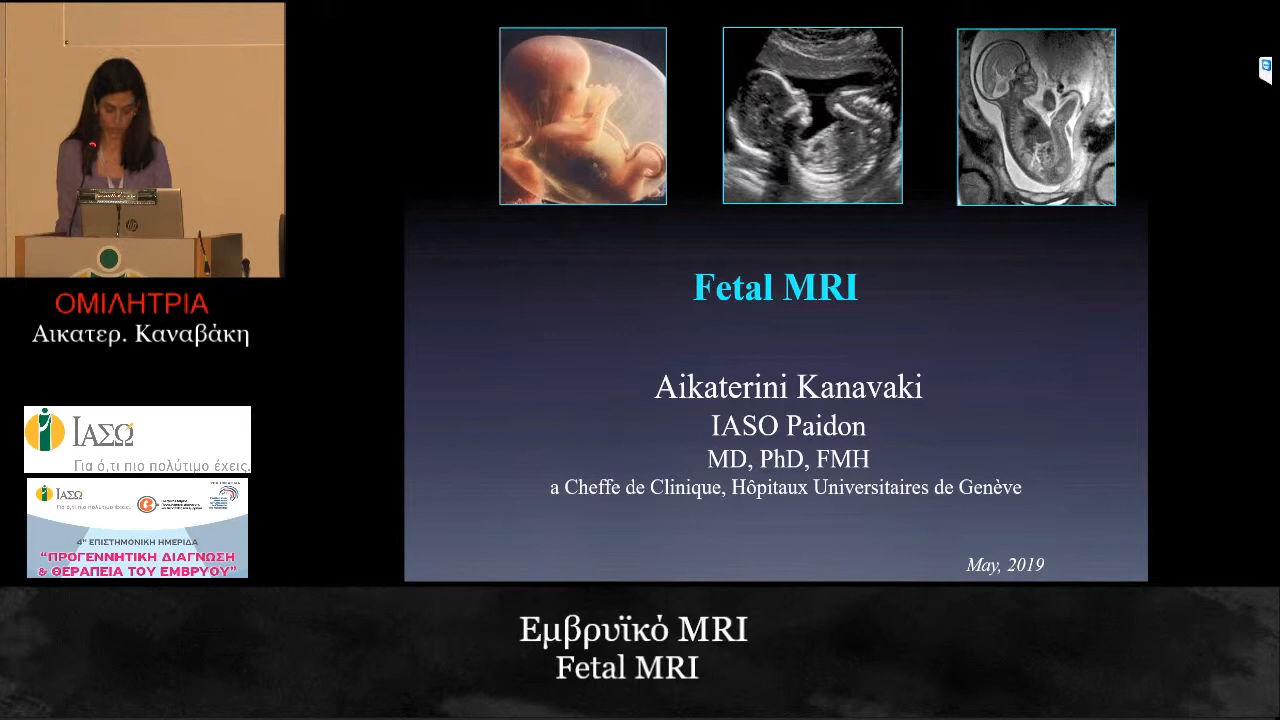 Fetal MRI
Aikaterini Kanavaki
IASO Paidon
MD, PhD, FMH
a Cheffe de Clinique, Hôpitaux Universitaires de Genève
May, 2019
ΟΜΙΛΗΤΡΙΑ
Αικατερ. Καναβάκη
ΙΑΣΩ
Για ό,τι πιο πολύτιμο έχεις.
ΙΑΣΩ
Για ό,τι πιο πολύτιμο έχεις.
4η ΕΠΙΣΤΗΜΟΝΙΚΗ ΗΜΕΡΙΔΑ
“ΠΡΟΓΕΝΝΗΤΙΚΗ ΔΙΑΓΝΩΣΗ
& ΘΕΡΑΠΕΙΑ ΤΟΥ ΕΜΒΡΥΟΥ”
Εμβρυϊκό MRI
Fetal MRI